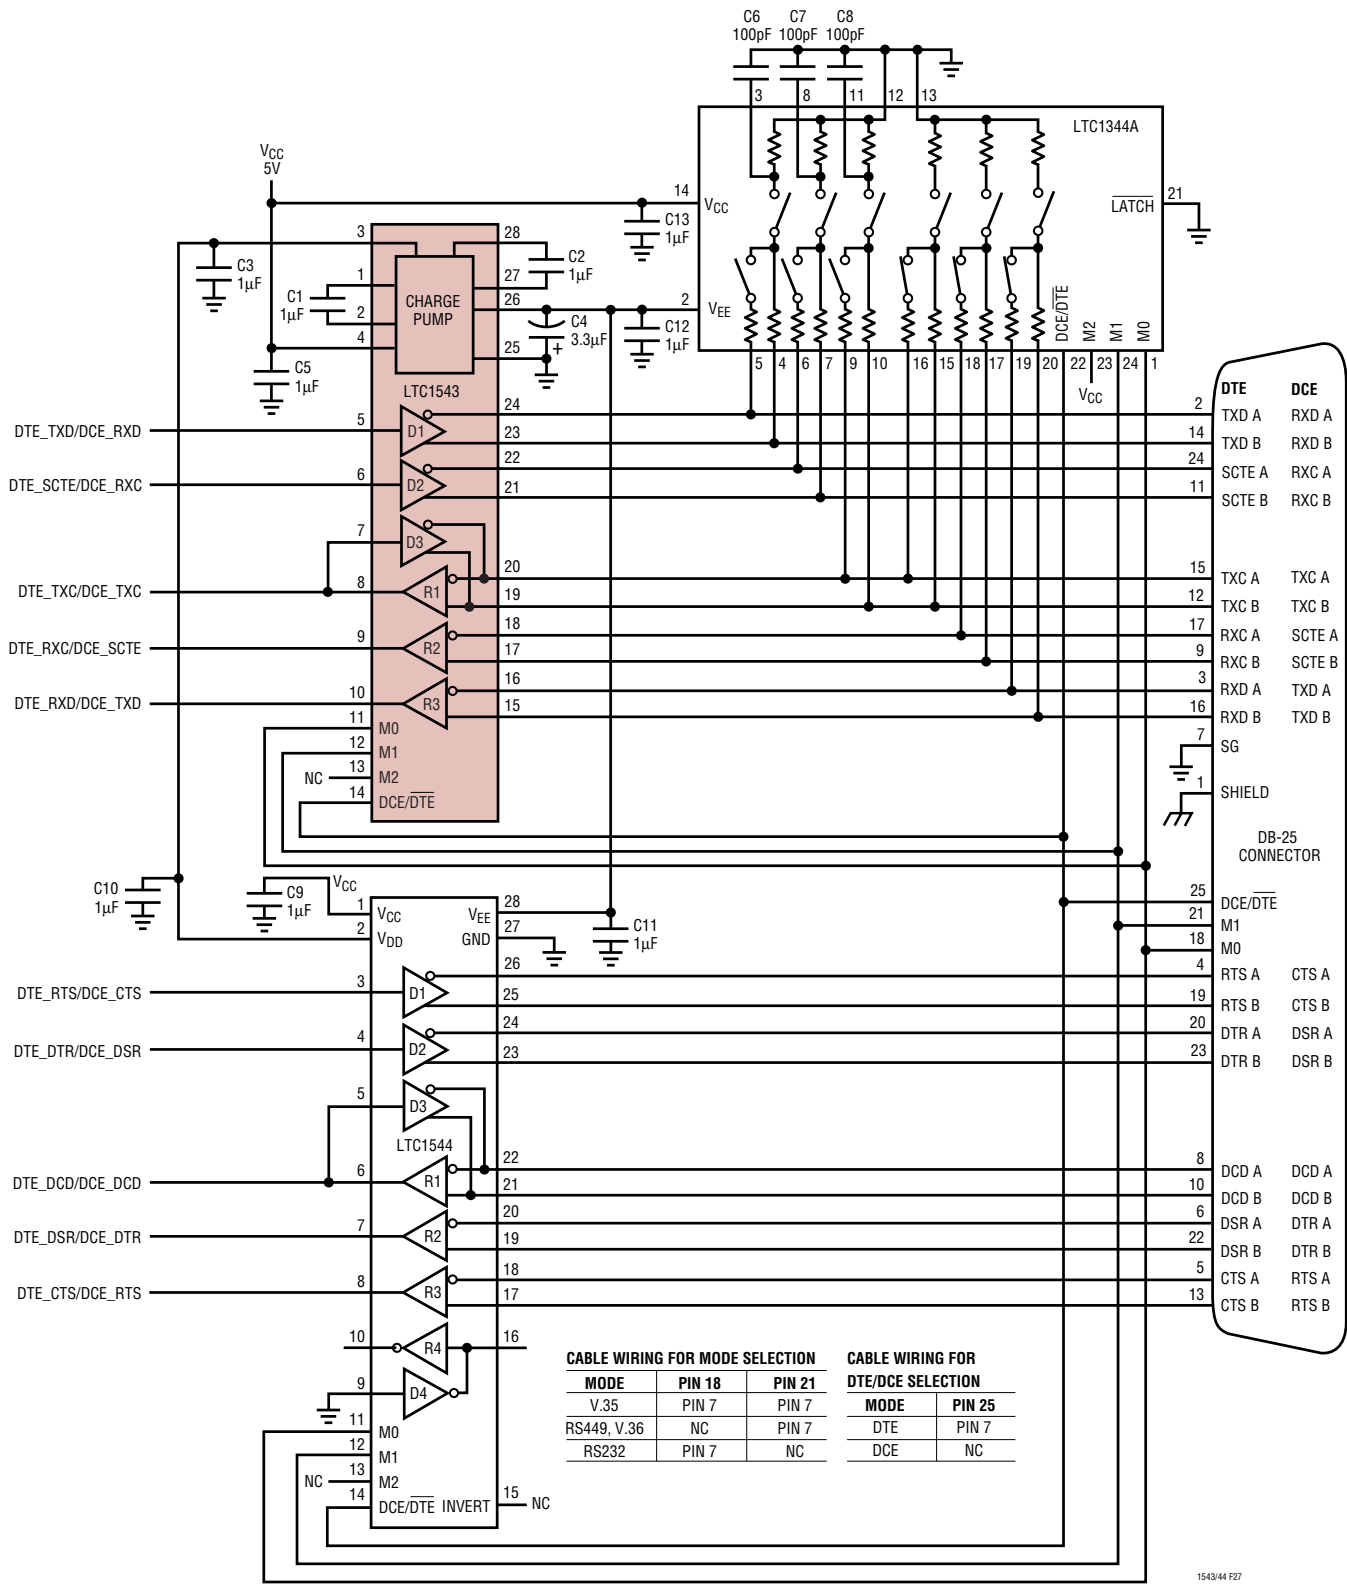 C6 C7 C8
100pF 100pF 100pF
3 8 11 12 13
LTC1344A
VCC
5V
14 VCC
C13
1µF
LATCH 21
3 28
C3
1µF
C2
1µF
1 27
C1
1µF
CHARGE
PUMP
2 26
C4
3.3µF
+
C12
1µF
2 VEE
DCE/DTE M2 M1 M0
4 25
C5
1µF
LTC1543
5 4 6 7 9 10 16 15 18 17 19 20 22 23 24 1
VCC
DTE DCE
DTE_TXD/DCE_RXD 5 D1 24 2 TXD A RXD A
23 14 TXD B RXD B
DTE_SCTE/DCE_RXC 6 D2 22 24 SCTE A RXC A
21 11 SCTE B RXC B
7 D3
DTE_TXC/DCE_TXC 8 R1 20 15 TXC A TXC A
19 12 TXC B TXC B
DTE_RXC/DCE_SCTE 9 R2 18 17 RXC A SCTE A
17 9 RXC B SCTE B
DTE_RXD/DCE_TXD 10 R3 16 3 RXD A TXD A
15 16 RXD B TXD B
11 M0
12 M1
NC 13 M2
14 DCE/DTE
7 SG
1 SHIELD
DB-25
CONNECTOR
C10
1µF
C9
1µF
VCC
1 VCC VEE 28
2 VDD GND 27
C11
1µF
25 DCE/DTE
21 M1
18 M0
DTE_RTS/DCE_CTS 3 D1 26 4 RTS A CTS A
25 19 RTS B CTS B
DTE_DTR/DCE_DSR 4 D2 24 20 DTR A DSR A
23 23 DTR B DSR B
5 D3
LTC1544
DTE_DCD/DCE_DCD 6 R1 22 8 DCD A DCD A
21 10 DCD B DCD B
DTE_DSR/DCE_DTR 7 R2 20 6 DSR A DTR A
19 22 DSR B DTR B
DTE_CTS/DCE_RTS 8 R3 18 5 CTS A RTS A
17 13 CTS B RTS B
10 R4 16
9 D4
11 M0
12 M1
NC 13 M2
14 DCE/DTE INVERT 15 NC
CABLE WIRING FOR MODE SELECTION
MODE PIN 18 PIN 21
V.35 PIN 7 PIN 7
RS449, V.36 NC PIN 7
RS232 PIN 7 NC
CABLE WIRING FOR
DTE/DCE SELECTION
MODE PIN 25
DTE PIN 7
DCE NC
1543/44 F27